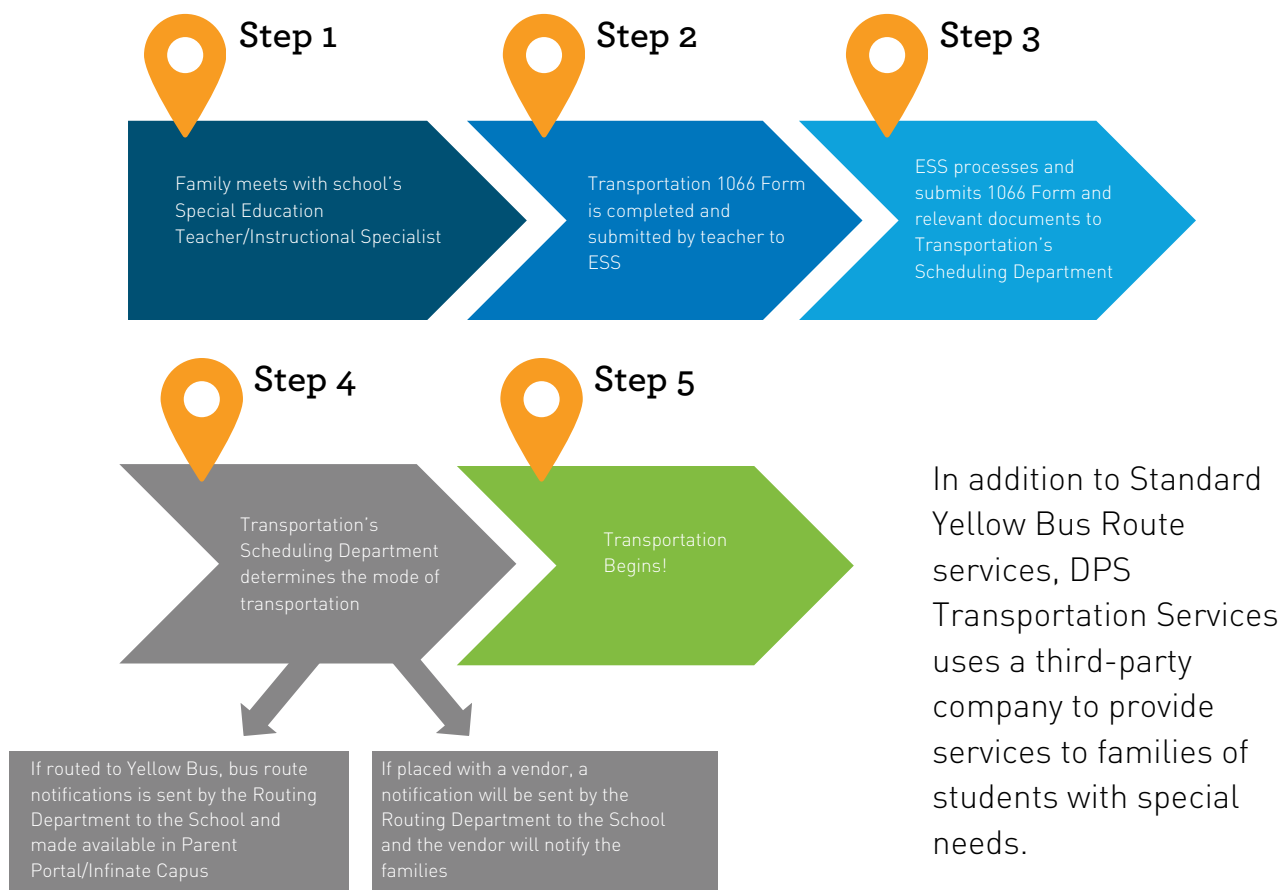 Step 1
Family meets with school's
Special Education
Teacher/Instructional Specialist
Step 2
Transportation 1066 Form
is completed and
submitted by teacher to
ESS
Step 3
ESS processes and
submits 1066 Form and
relevant documents to
Transportation's
Scheduling Department
Step 4
Transportation's
Scheduling Department
determines the mode of
transportation
Step 5
Transportation
Begins!
If routed to Yellow Bus, bus route
notifications is sent by the Routing
Department to the School and
made available in Parent
Portal/Infinate Capus
If placed with a vendor, a
notification will be sent by the
Routing Department to the School
and the vendor will notify the
families
In addition to Standard
Yellow Bus Route
services, DPS
Transportation Services
uses a third-party
company to provide
services to families of
students with special
needs.